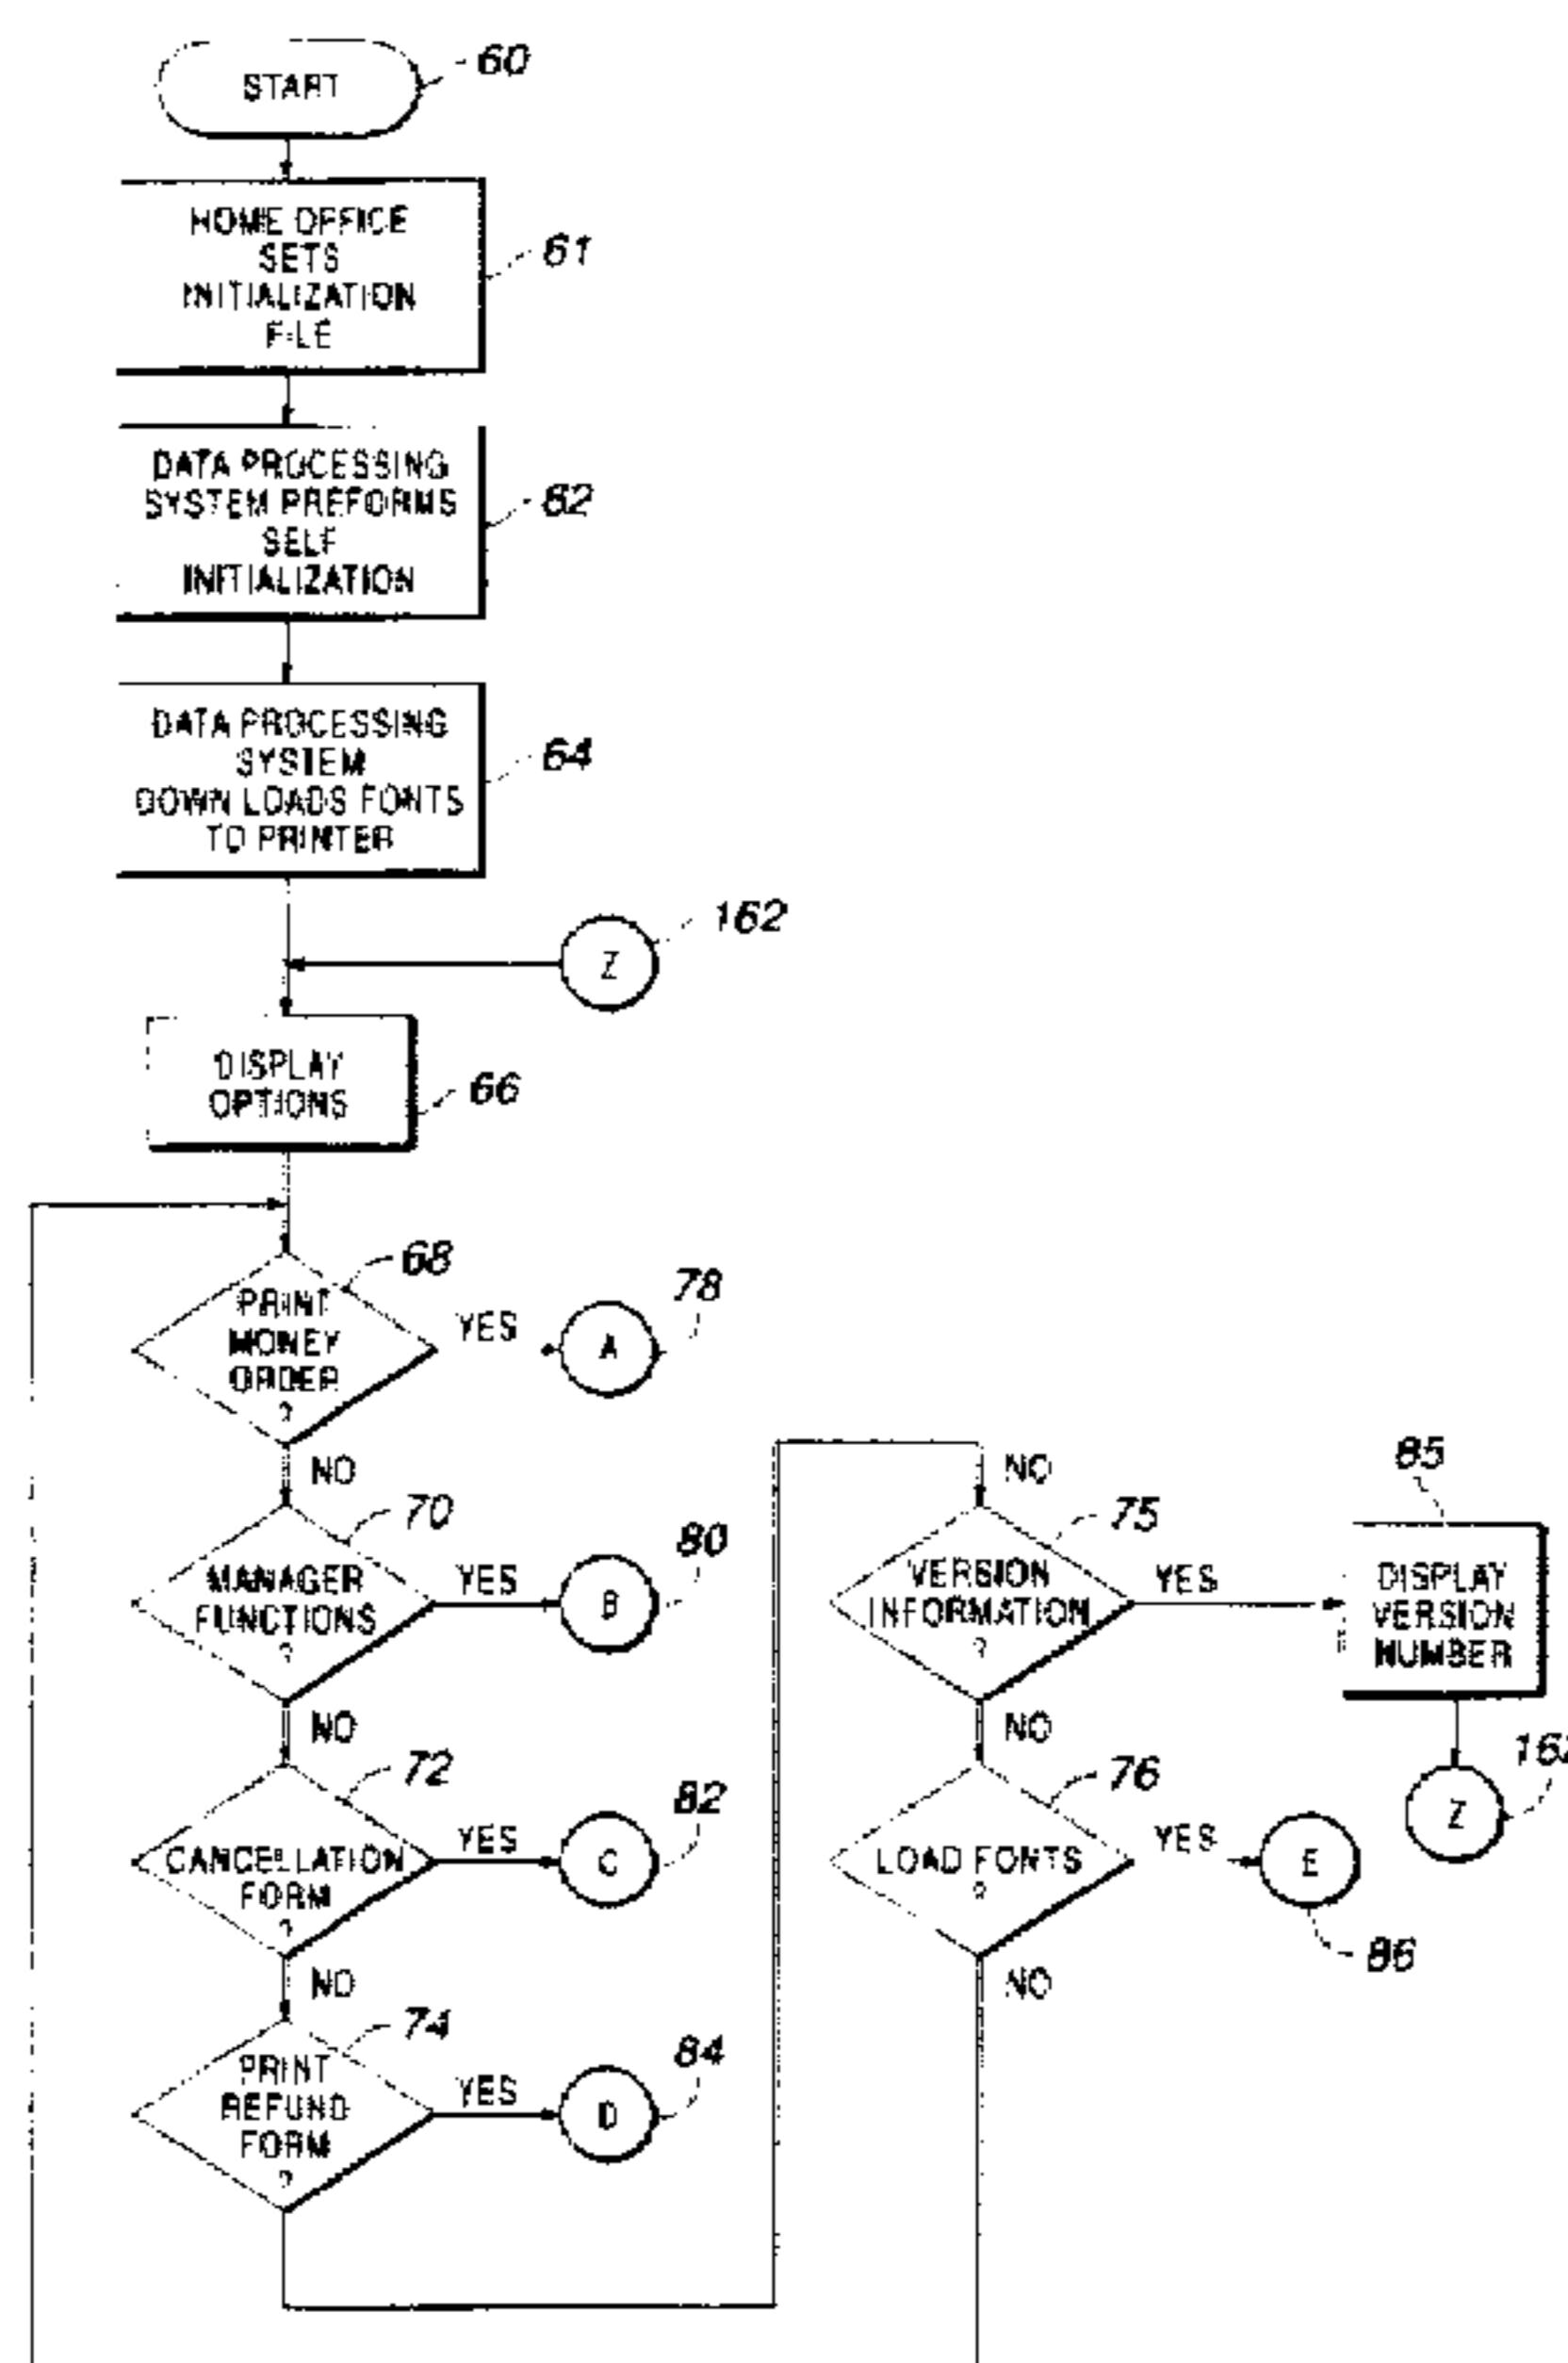 START
60
HOME OFFICE
SETS
INITIALIZATION
FILE
61
DATA PROCESSING
SYSTEM PREFORMS
SELF
INITIALIZATION
62
DATA PROCESSING
SYSTEM
DOWN LOADS FONTS
TO PRINTER
64
162
Z
DISPLAY
OPTIONS
66
68
PRINT
MONEY
ORDER
?
YES
A
78
NO
70
MANAGER
FUNCTIONS
?
YES
B
80
NO
72
CANCELLATION
FORM
?
YES
C
82
NO
74
PRINT
REFUND
FORM
?
YES
D
84
NO
75
VERSION
INFORMATION
?
YES
85
DISPLAY
VERSION
NUMBER
162
Z
NO
76
LOAD FONTS
?
YES
E
86
NO